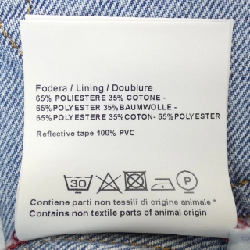 Fodera / Lining / Doublure
65% POLIESTERE 35% COTONE -
65%POLYESTER 35%BAUMWOLLE -
65%POLYESTER 35%COTON- 65%POLYESTER
Reflective tape 100% PVC
30
Contiene parti non tessili di origine animale "
Contains non textile parts of animal origin